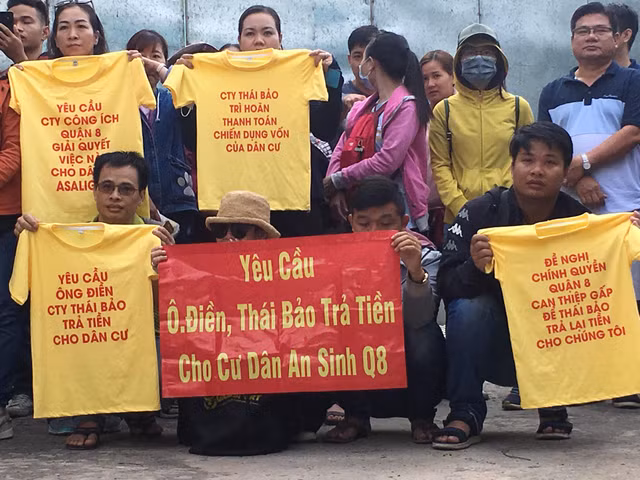 YÊU CẦU
CTY CÔNG ÍCH
QUẬN 8
GIẢI QUYẾT
VIỆC
CHO
CTY THÁI BẢO
TRÌ HOÃN
THANH TOÁN
CHIẾM DỤNG VỐN
CỦA DÂN CƯ
YÊU CẦU
ÔNG ĐIỀN
CTY THÁI BẢO
TRẢ TIỀN
CHO DÂN CƯ
Yêu Cầu
Ô.Điền, Thái Bảo Trả Tiền
Cho Cư Dân An Sinh Q8
ĐỀ NGHỊ
CHÍNH QUYỀN
QUẬN 8
CAN THIỆP GẤP
ĐỂ THÁI BẢO
TRẢ LẠI TIỀN
CHO CHÚNG TÔI
Kappa